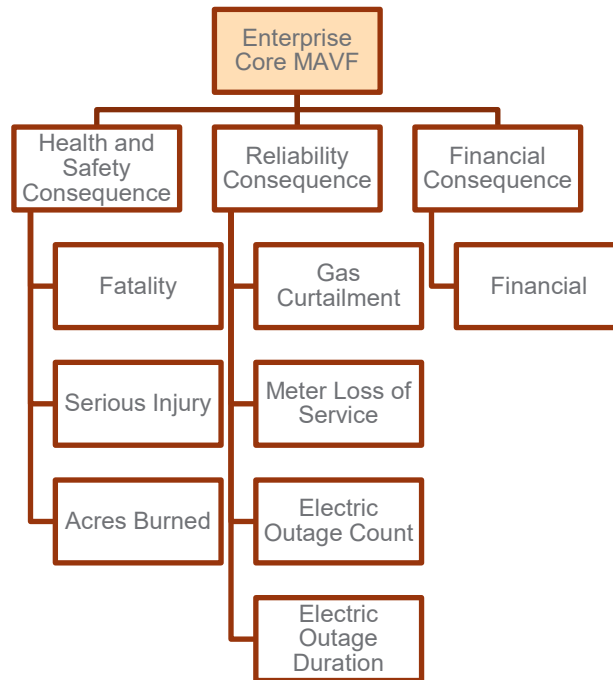 Enterprise
Core MAVF
Health and
Safety
Consequence
Reliability
Consequence
Financial
Consequence
Fatality
Serious Injury
Acres Burned
Gas
Curtailment
Meter Loss of
Service
Electric
Outage Count
Electric
Outage
Duration
Financial